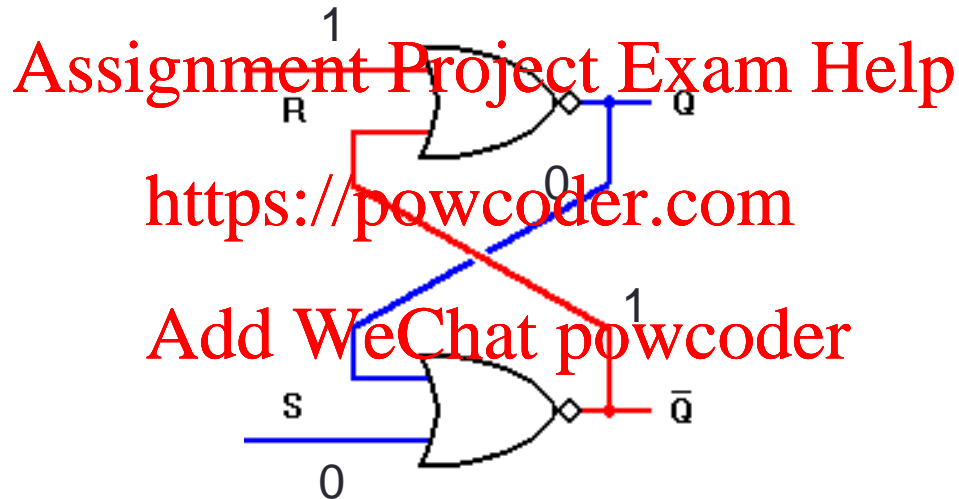 1
Assignment Project Exam Help
R
Q
0
https://powcoder.com
1
Add WeChat powcoder
S
Q̅
0